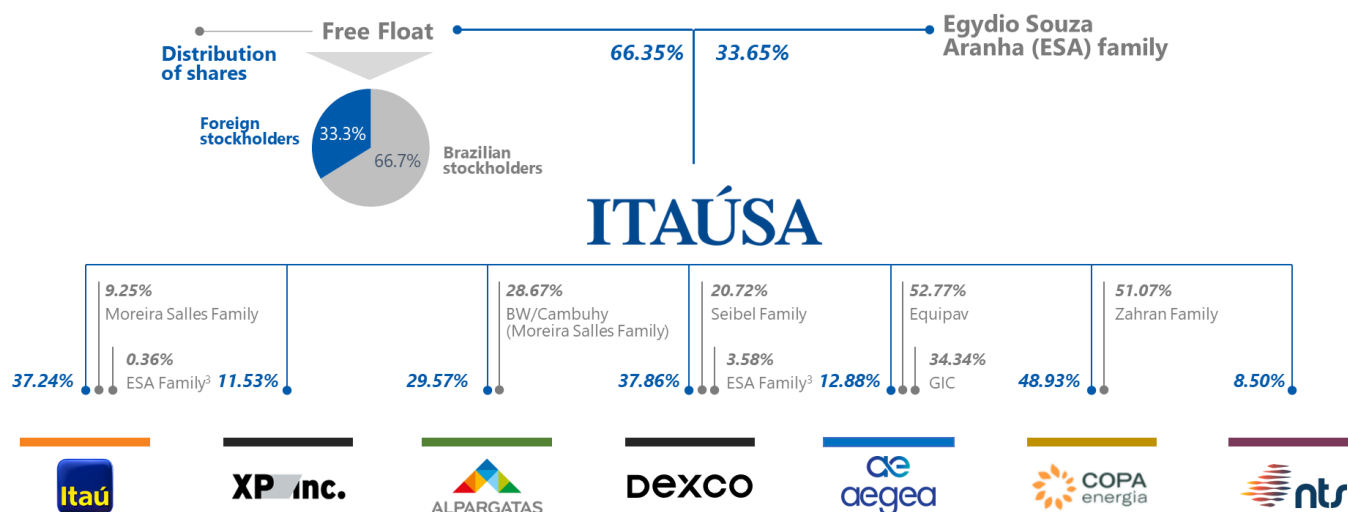 Free Float
Distribution
of shares
66.35%
33.65%
Egydio Souza
Aranha (ESA) family
Foreign
stockholders
33.3%
66.7%
Brazilian
stockholders
ITAÚSA
9.25%
Moreira Salles Family
0.36%
ESA Family³
37.24%
11.53%
28.67%
BW/Cambuhy
(Moreira Salles Family)
29.57%
20.72%
Seibel Family
3.58%
ESA Family³
37.86%
52.77%
Equipav
34.34%
GIC
12.88%
51.07%
Zahran Family
48.93%
8.50%
Itaú
XP inc.
ALPARGATAS
Dexco
ae
aegea
COPA
energia
nts